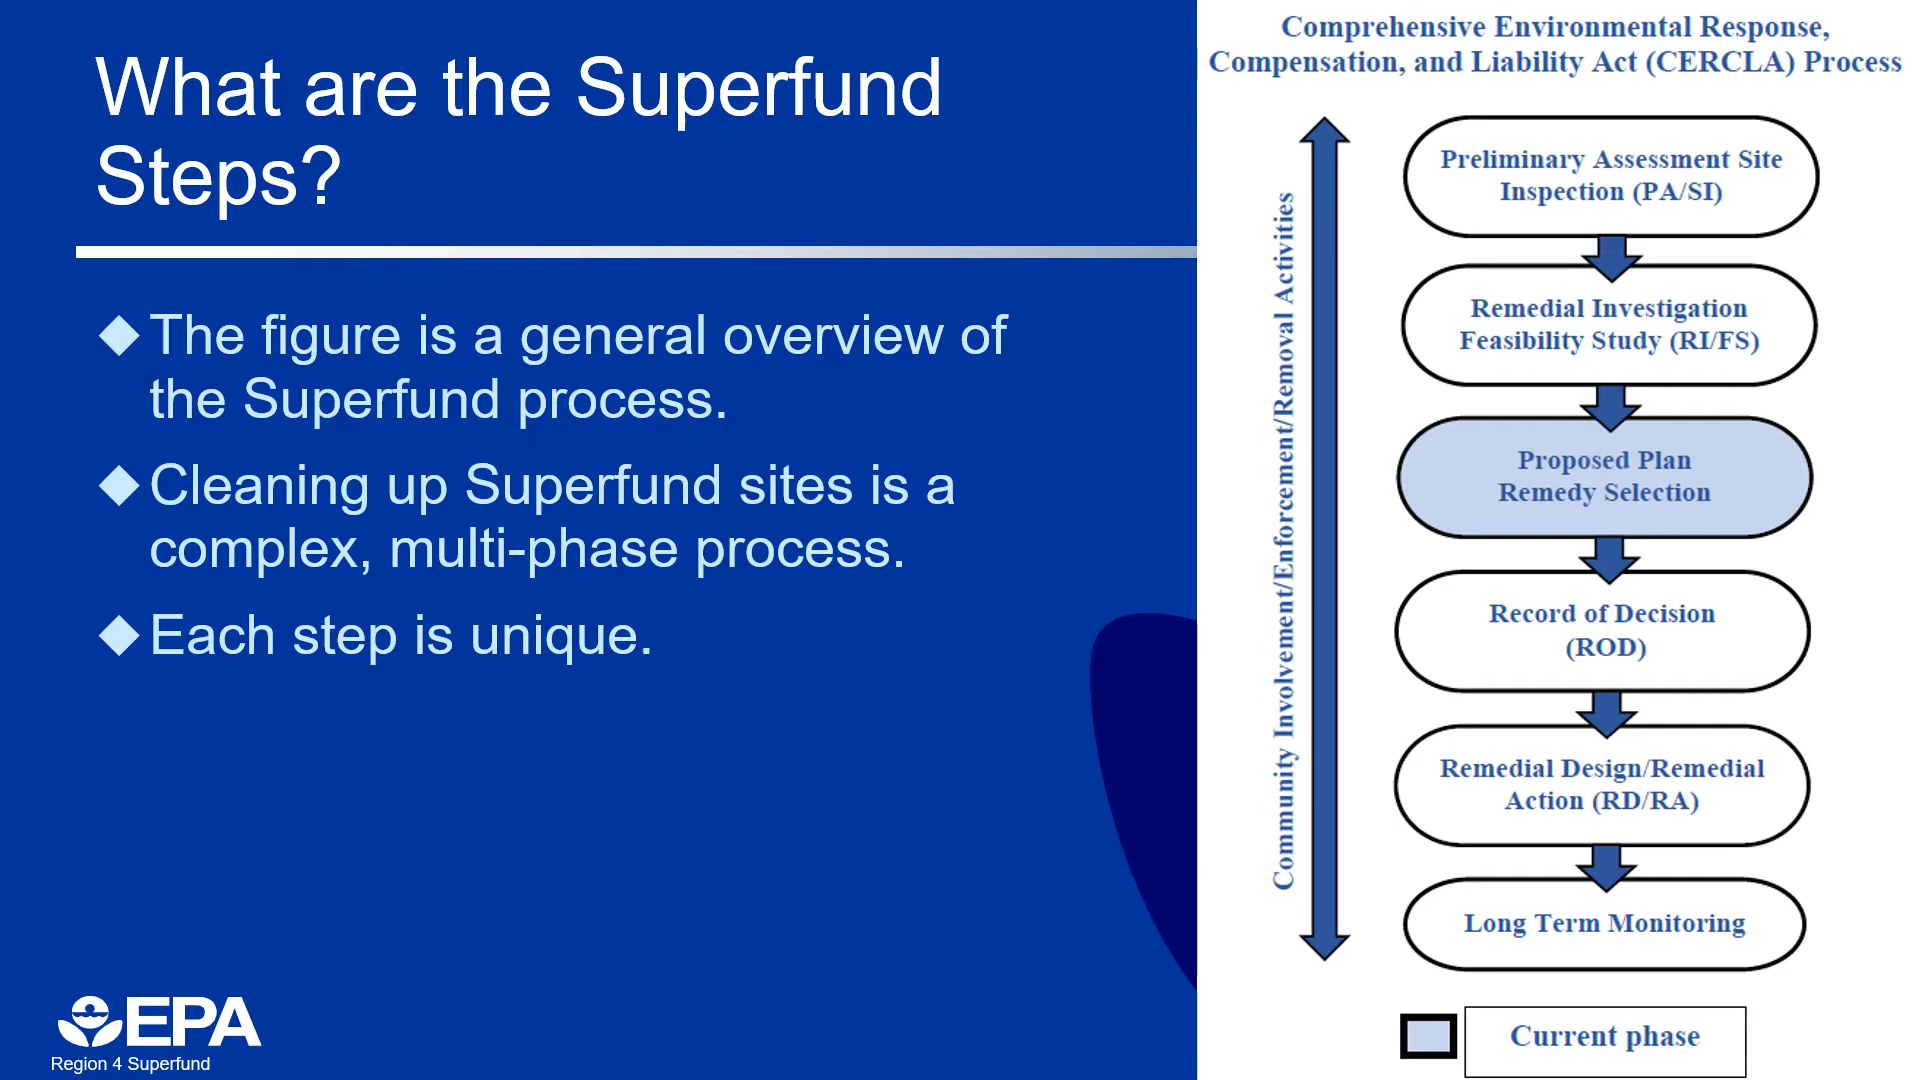 What are the Superfund
Steps?
The figure is a general overview of
the Superfund process.
Cleaning up Superfund sites is a
complex, multi-phase process.
Each step is unique.
EPA
Region 4 Superfund
Comprehensive Environmental Response,
Compensation, and Liability Act (CERCLA) Process
Community Involvement/Enforcement/Removal Activities
Preliminary Assessment Site
Inspection (PA/SI)
Remedial Investigation
Feasibility Study (RI/FS)
Proposed Plan
Remedy Selection
Record of Decision
(ROD)
Remedial Design/Remedial
Action (RD/RA)
Long Term Monitoring
Current phase